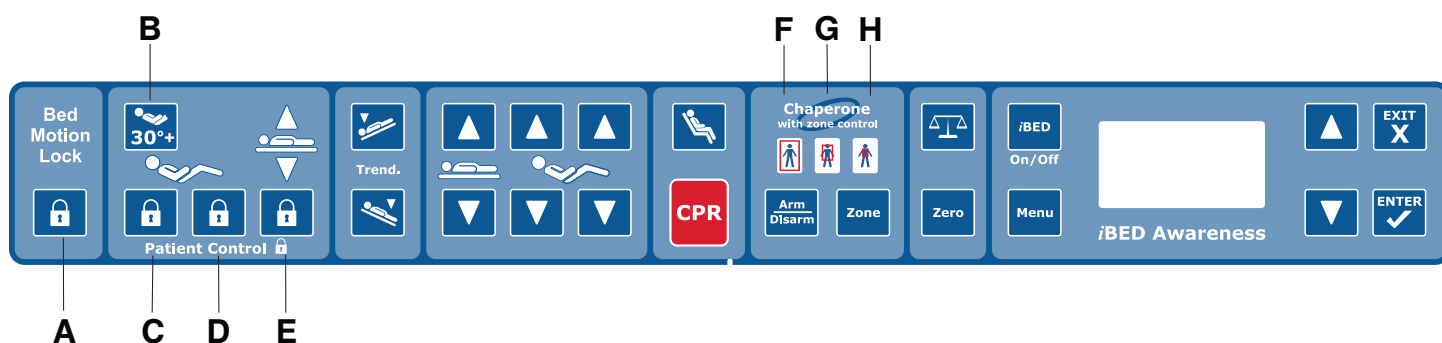 B
F G H
Bed
Motion
Lock
30°+
Patient Control
Trend.
CPR
Chaperone
with zone control
Arm
Disarm
Zone
Zero
iBED
On/Off
Menu
iBED Awareness
EXIT
X
ENTER
A
C D E